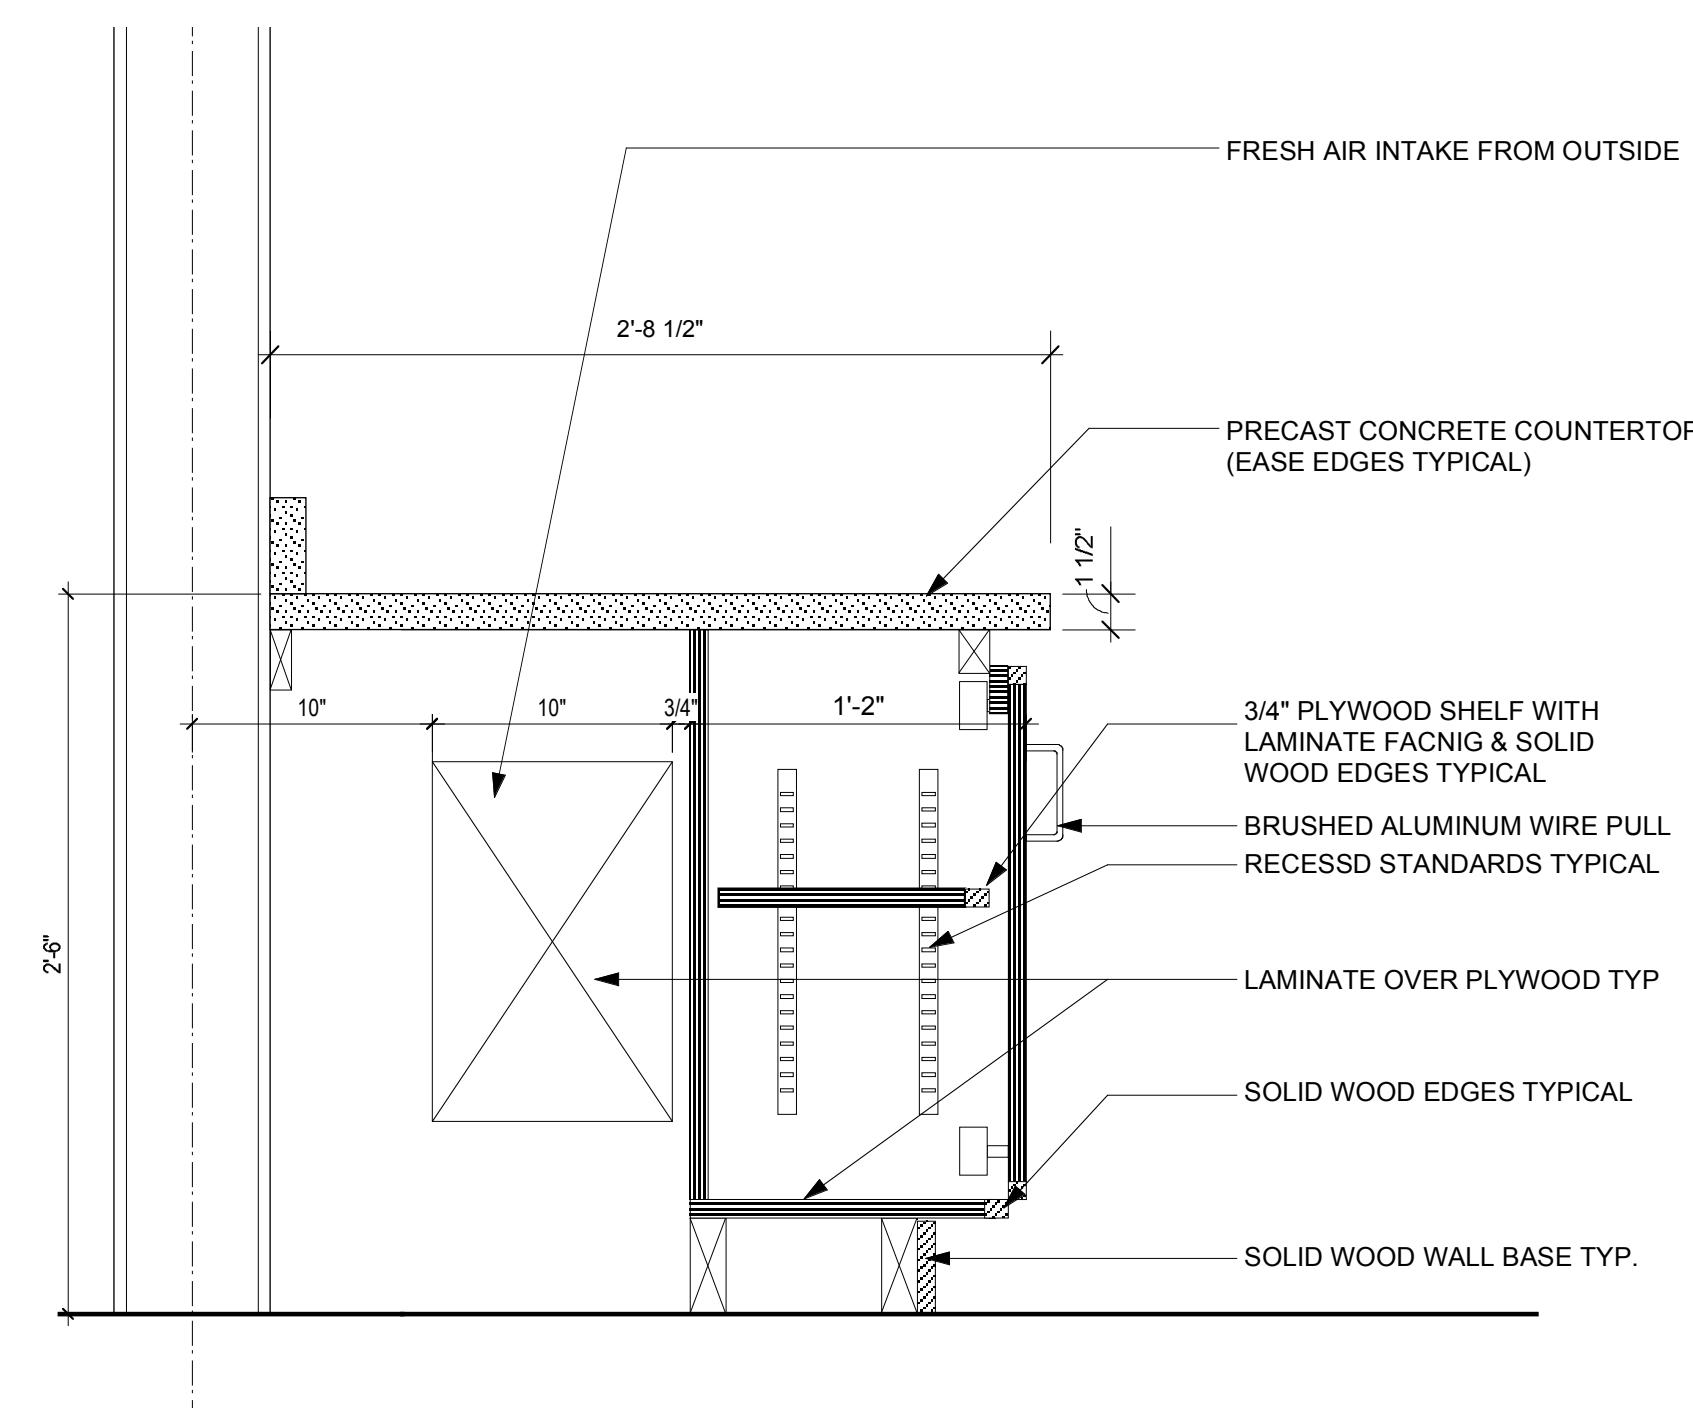 FRESH AIR INTAKE FROM OUTSIDE
2'-8 1/2"
PRECAST CONCRETE COUNTERTOP
(EASE EDGES TYPICAL)
1 1/2"
10"
10"
3/4"
1'-2"
3/4" PLYWOOD SHELF WITH
LAMINATE FACNIG & SOLID
WOOD EDGES TYPICAL
BRUSHED ALUMINUM WIRE PULL
RECESSD STANDARDS TYPICAL
2'-6"
LAMINATE OVER PLYWOOD TYP
SOLID WOOD EDGES TYPICAL
SOLID WOOD WALL BASE TYP.